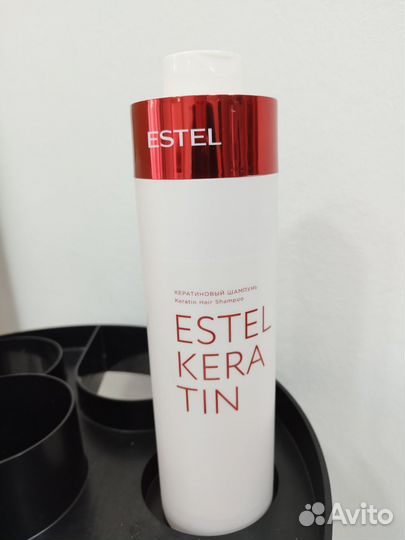 ESTEL
КЕРАТИНОВЫЙ ШАМПУНЬ
Keratin Hair Shampoo
ESTEL
KERA
TIN
Avito